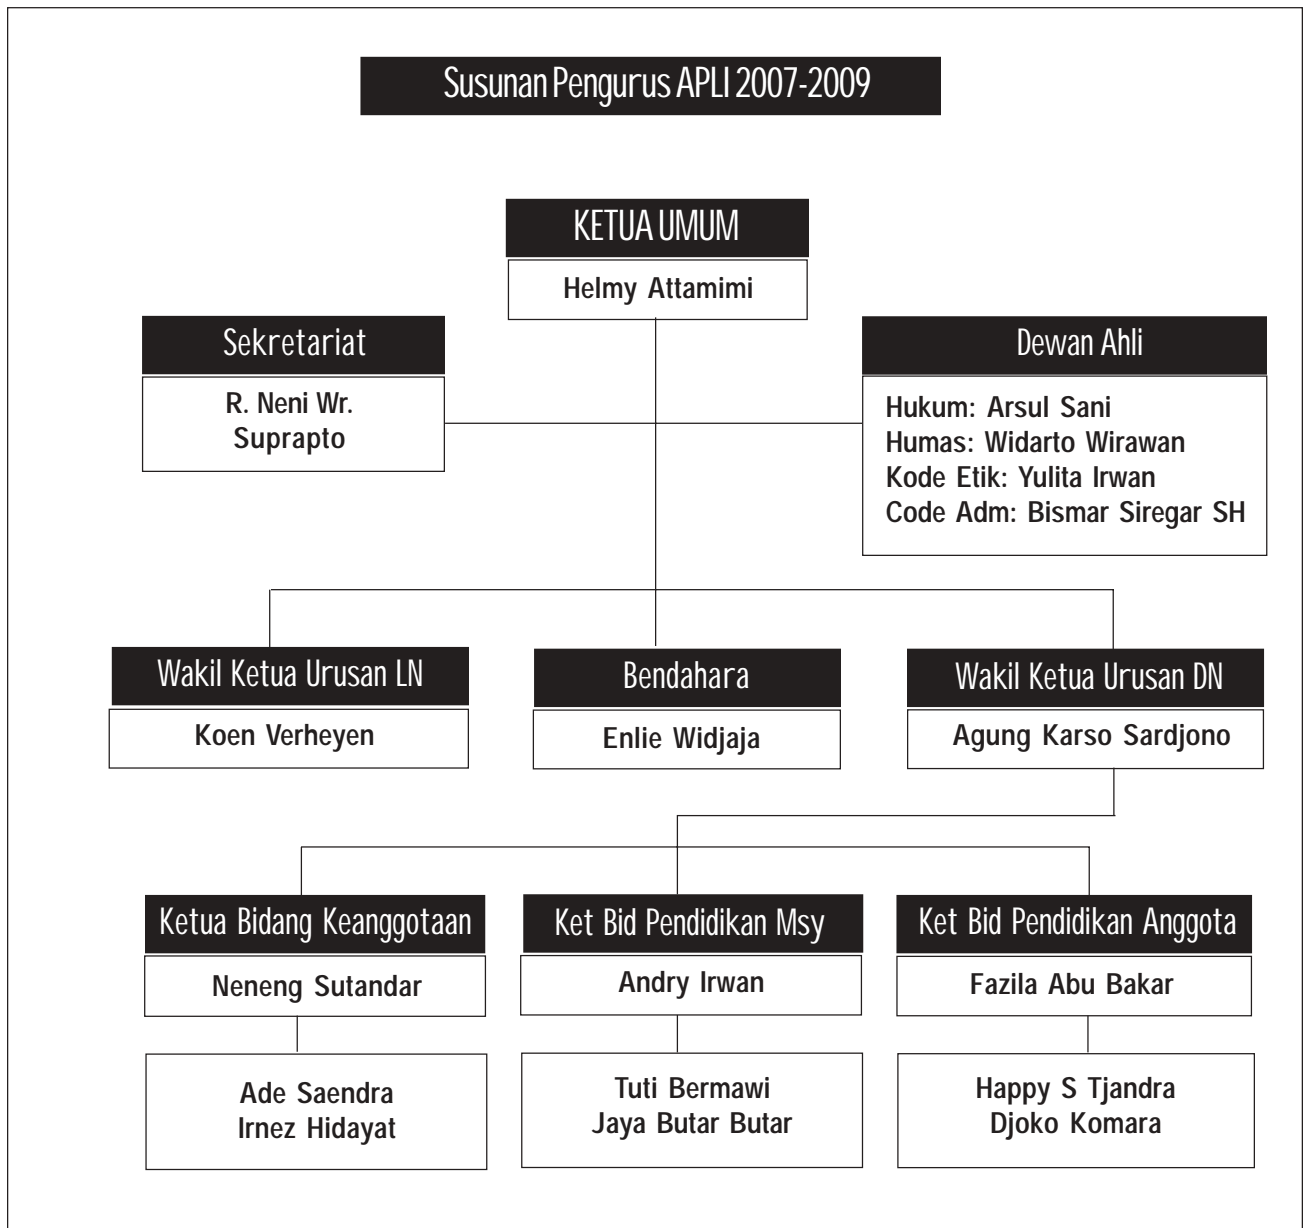 Susunan Pengurus APLI 2007-2009
KETUA UMUM
Helmy Attamimi
Sekretariat
R. Neni Wr.
Suprapto
Dewan Ahli
Hukum: Arsul Sani
Humas: Widarto Wirawan
Kode Etik: Yulita Irwan
Code Adm: Bismar Siregar SH
Wakil Ketua Urusan LN
Koen Verheyen
Bendahara
Enlie Widjaja
Wakil Ketua Urusan DN
Agung Karso Sardjono
Ketua Bidang Keanggotaan
Neneng Sutandar
Ade Saendra
Irnez Hidayat
Ket Bid Pendidikan Msy
Andry Irwan
Tuti Bermawi
Jaya Butar Butar
Ket Bid Pendidikan Anggota
Fazila Abu Bakar
Happy S Tjandra
Djoko Komara